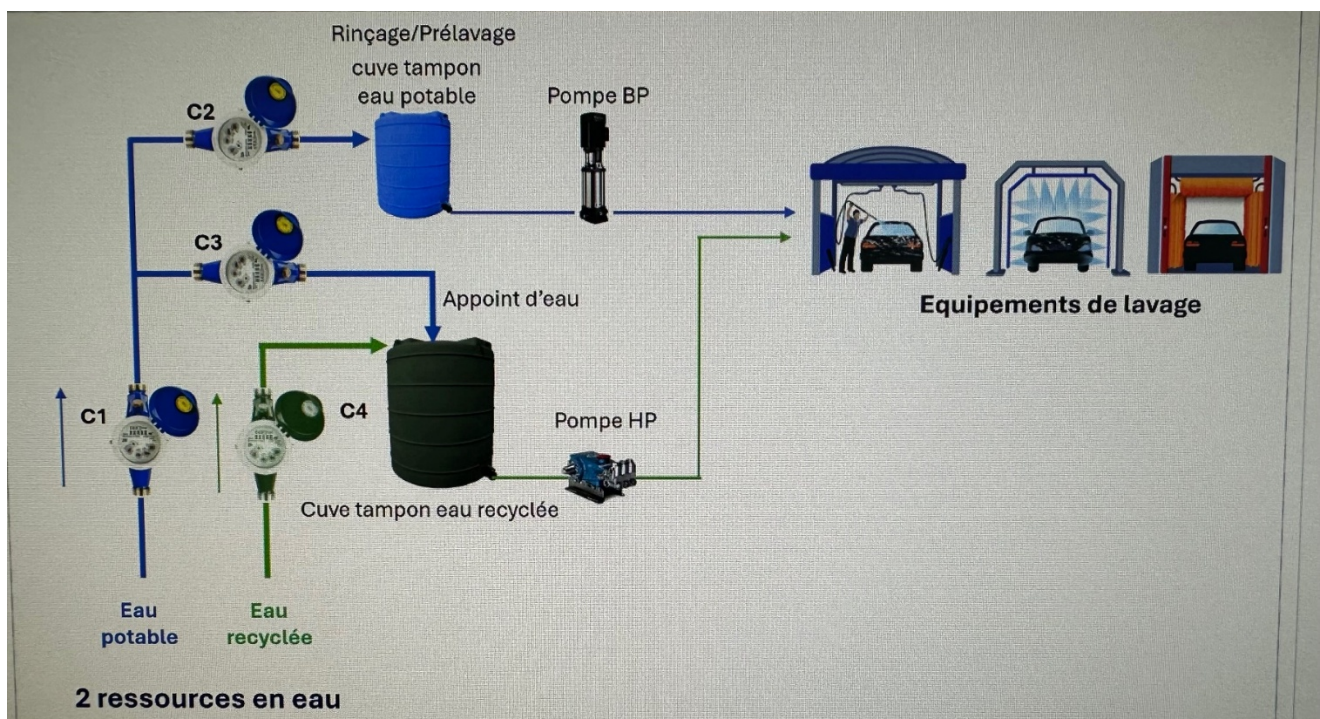 Rinçage/Prélavage
cuve tampon
eau potable
Pompe BP
C2
C3
Appoint d'eau
Equipements de lavage
C1
C4
Pompe HP
Cuve tampon eau recyclée
Eau
potable
Eau
recyclée
2 ressources en eau